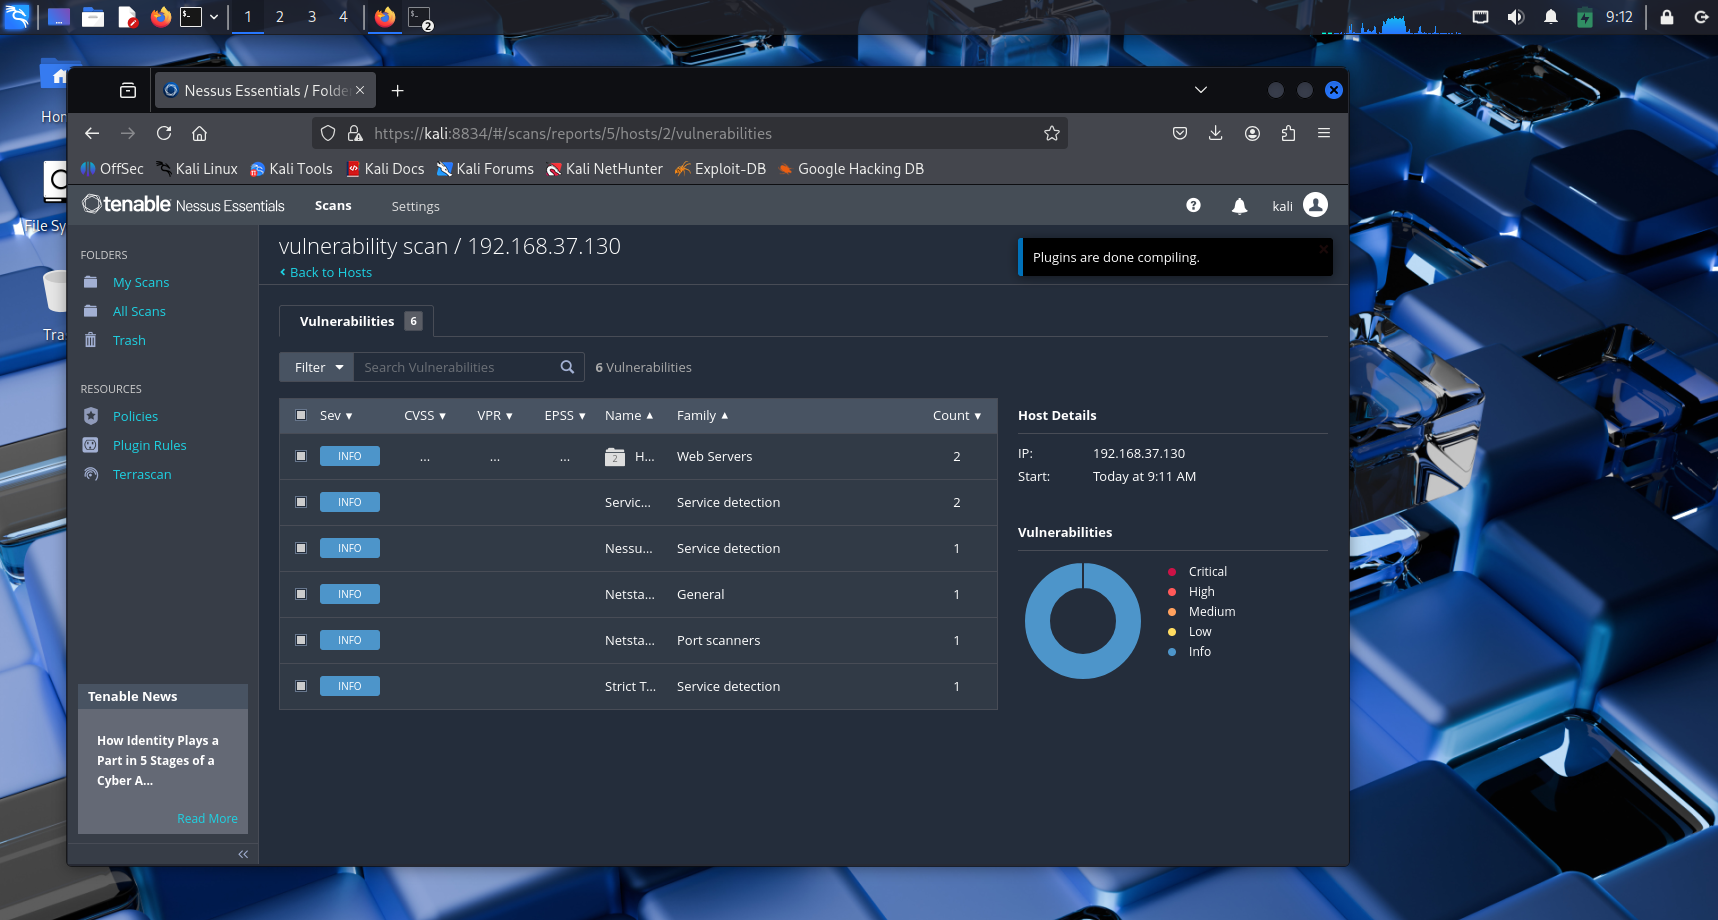 1 2 3 4
2
9:12
Hom
File Sy
Tra
Nessus Essentials / Folde
https://kali:8834/#/scans/reports/5/hosts/2/vulnerabilities
OffSec Kali Linux Kali Tools Kali Docs Kali Forums Kali NetHunter Exploit-DB Google Hacking DB
tenable Nessus Essentials Scans Settings kali
FOLDERS
My Scans
All Scans
Trash
RESOURCES
Policies
Plugin Rules
Terrascan
Tenable News
How Identity Plays a
Part in 5 Stages of a
Cyber A...
Read More
vulnerability scan / 192.168.37.130
Back to Hosts
Plugins are done compiling.
Vulnerabilities 6
Filter Search Vulnerabilities 6 Vulnerabilities
Sev CVSS VPR EPSS Name Family Count
INFO ... ... ... 2 H... Web Servers 2
INFO Servic... Service detection 2
INFO Nessu... Service detection 1
INFO Netsta... General 1
INFO Netsta... Port scanners 1
INFO Strict T... Service detection 1
Host Details
IP: 192.168.37.130
Start: Today at 9:11 AM
Vulnerabilities
Critical
High
Medium
Low
Info